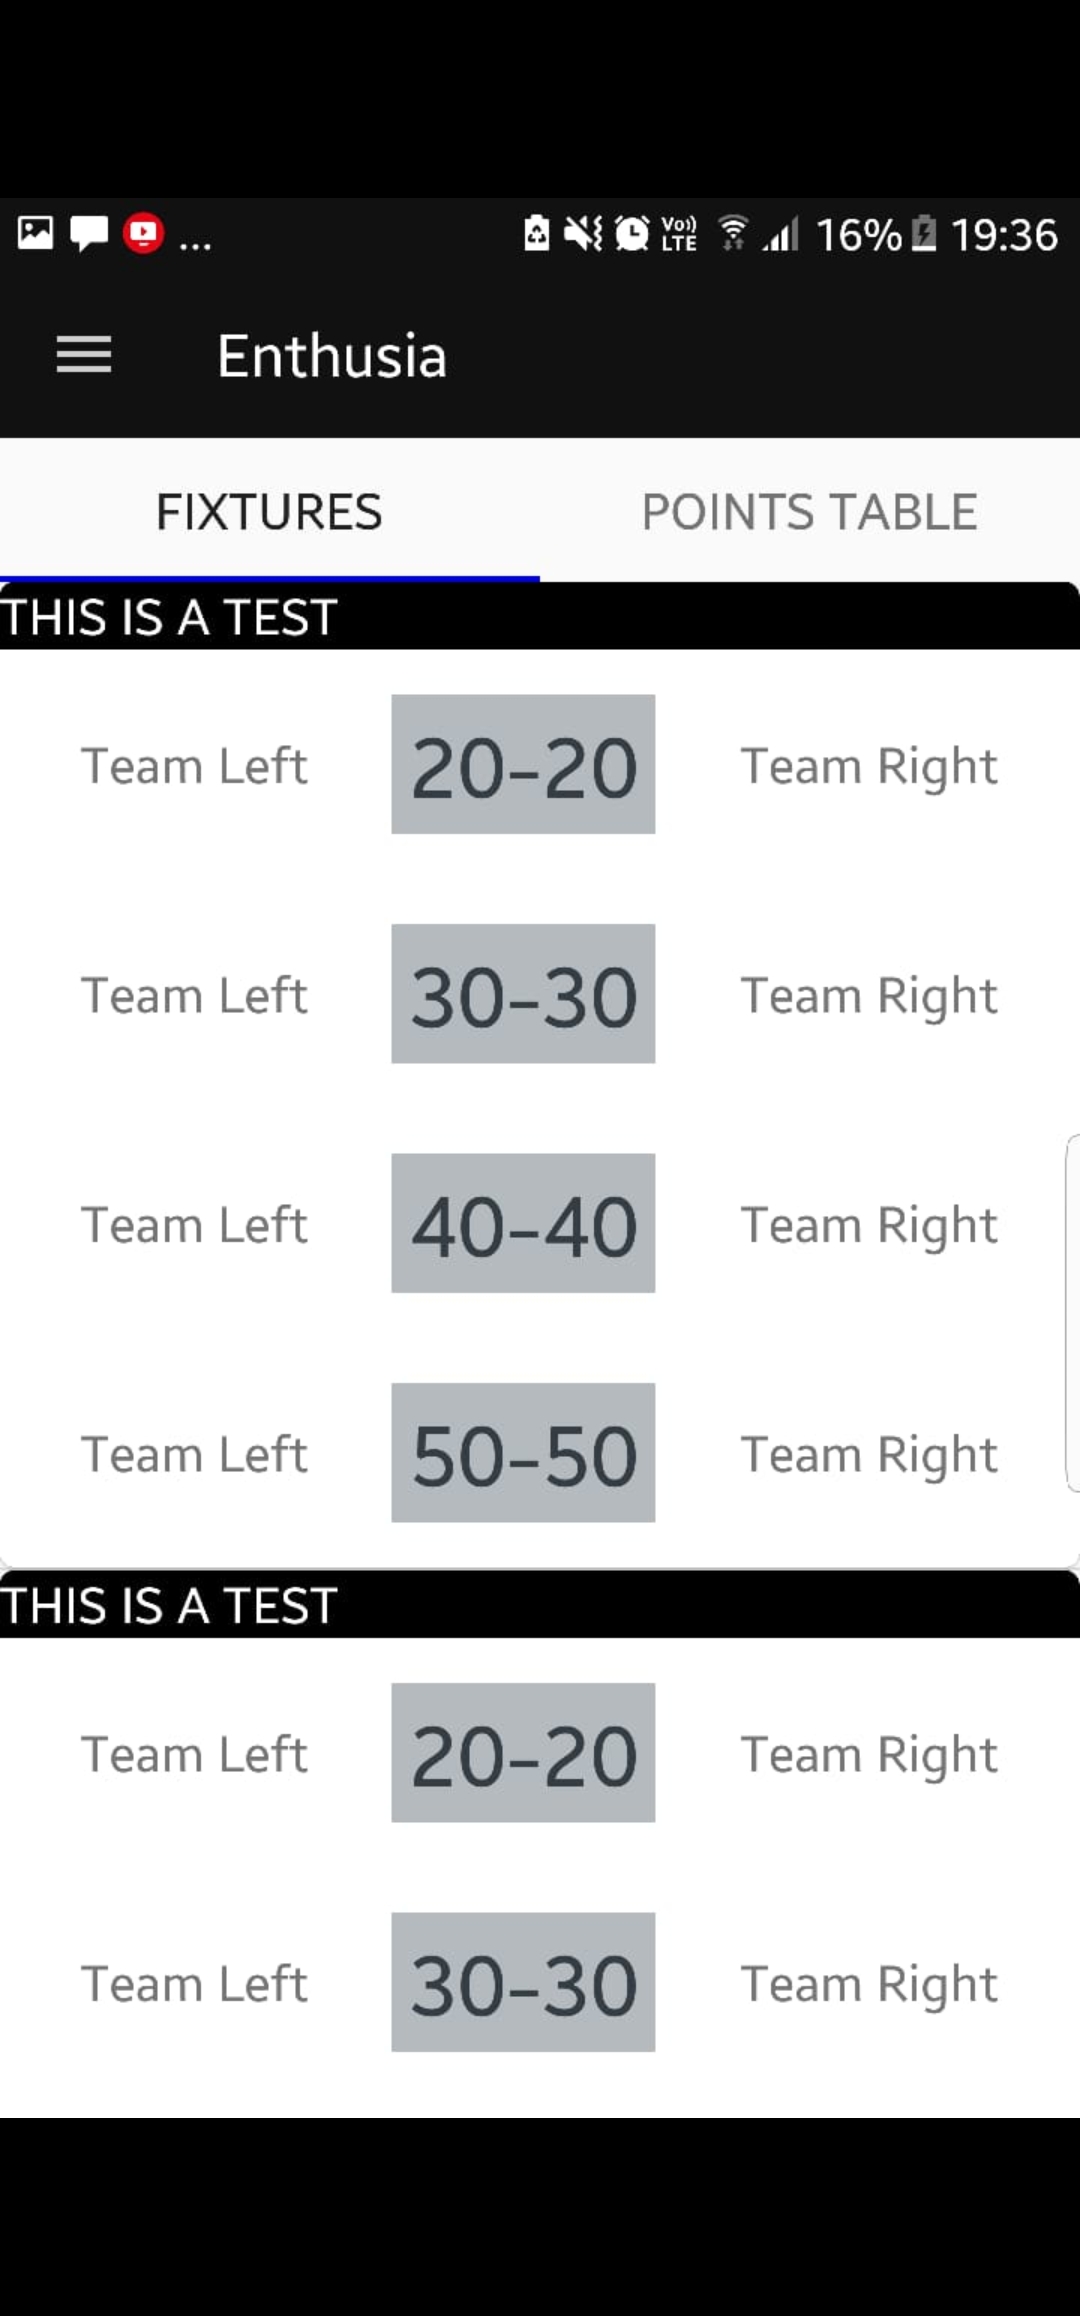 ... Vo)) LTE 16% 19:36
Enthusia
FIXTURES POINTS TABLE
THIS IS A TEST
Team Left 20-20 Team Right
Team Left 30-30 Team Right
Team Left 40-40 Team Right
Team Left 50-50 Team Right
THIS IS A TEST
Team Left 20-20 Team Right
Team Left 30-30 Team Right